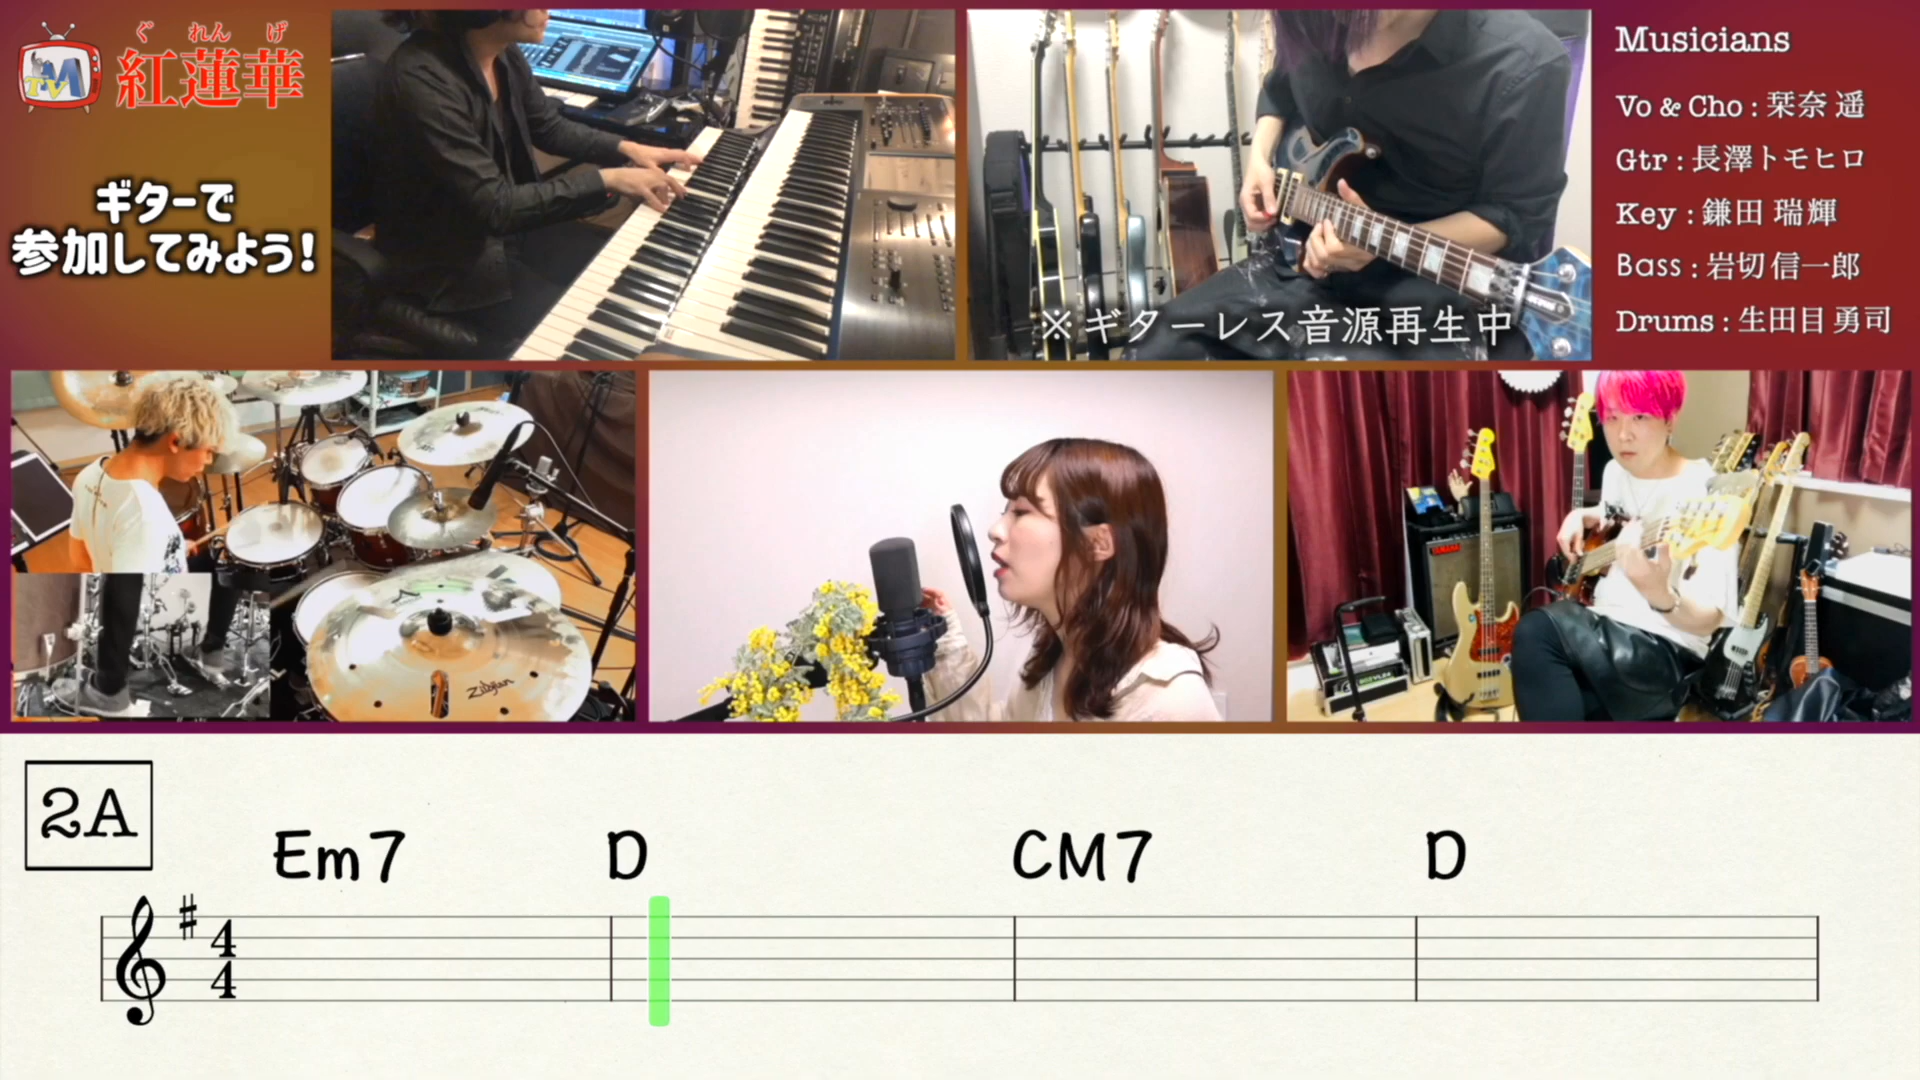 ぐ れん げ
TVM
紅蓮華
ギターで
参加してみよう!
※ギターレス音源再生中
Musicians
Vo & Cho : 栞奈 遥
Gtr : 長澤トモヒロ
Key : 鎌田 瑞輝
Bass : 岩切 信一郎
Drums : 生田目 勇司
Zildjian
YAMAHA
2A
Em7 D CM7 D
4
4